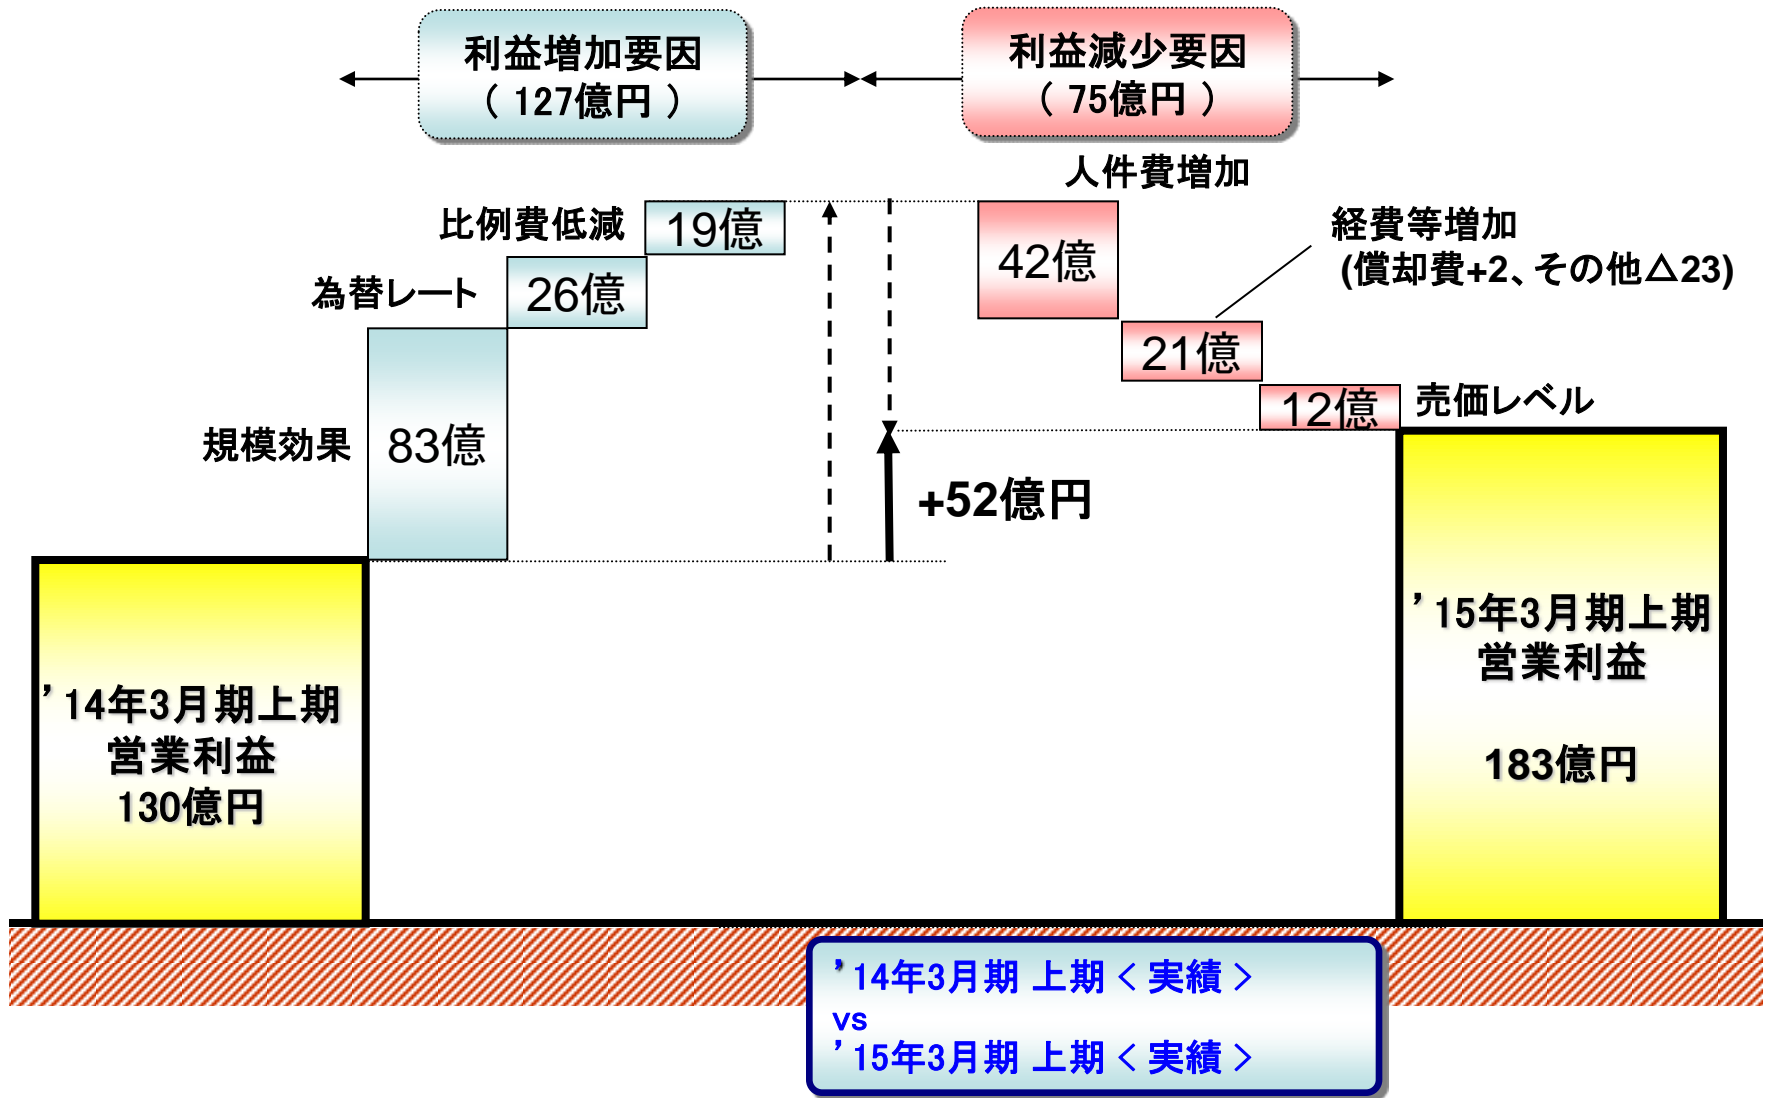 利益増加要因
（ 127億円 ）
利益減少要因
（ 75億円 ）
人件費増加
比例費低減
19億
42億
経費等増加
(償却費+2、その他△23)
為替レート
26億
21億
12億
売価レベル
規模効果
83億
+52億円
’14年3月期上期
営業利益
130億円
’15年3月期上期
営業利益
183億円
’14年3月期 上期 < 実績 >
vs
’15年3月期 上期 < 実績 >